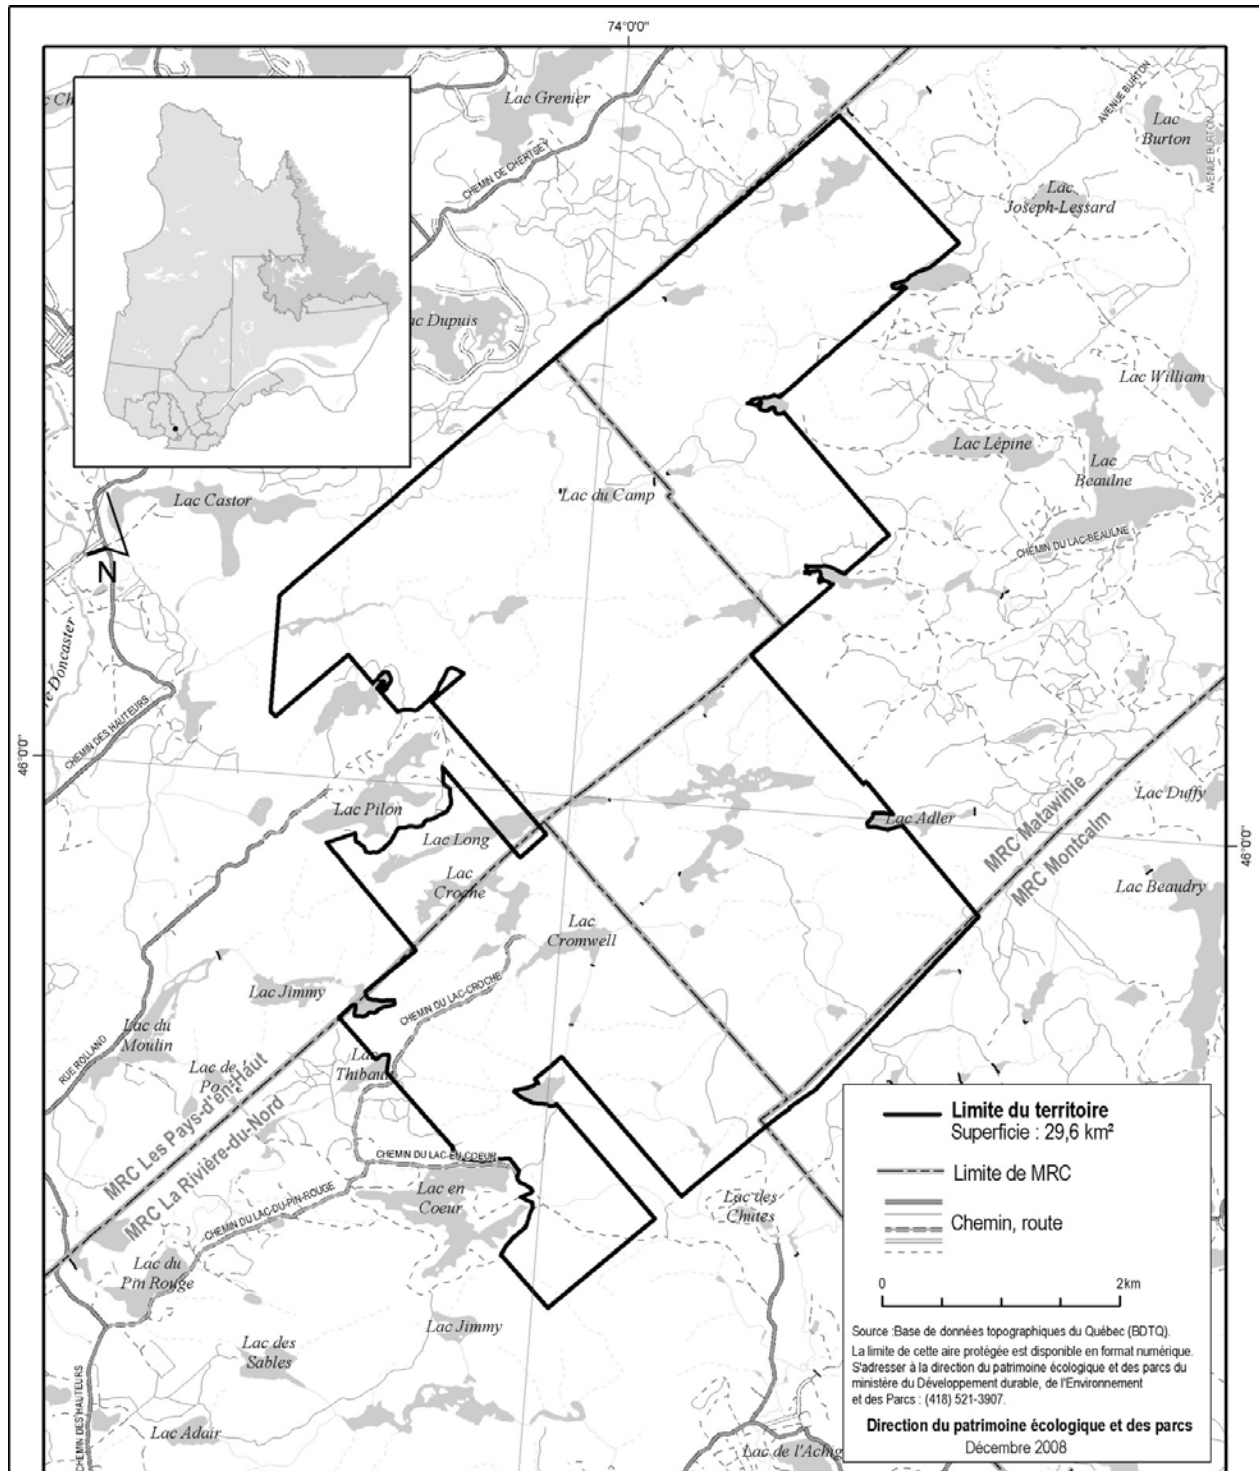 74°0'0"
Lac Grenier
CHEMIN DE CHERTSEY
AVENUE BURTON
Lac
Burton
AVENUE BURTON
Lac
Joseph-Lessard
Dupuis
Lac William
Lac Lépine
Lac
Beaulne
CHEMIN DU LAC-BEAULNE
Lac Castor
Lac du Camp
N
Doncaster
CHEMIN DES HAUTEURS
46°0'0"
Lac Pilon
Lac Long
Lac
Croche
Lac
Cromwell
Lac Adler
MRC Matawinie
MRC Montcalm
Lac Duffy
46°0'0"
Lac Beaudry
Lac Jimmy
CHEMIN DU LAC-CROCHE
Lac du
Moulin
RUE ROLLAND
Lac de
Lac
MRC Les Pays-d'en-Haut
MRC La Rivière-du-Nord
CHEMIN DU LAC-EN-COEUR
Lac en
Coeur
CHEMIN DU LAC-DU-PIN-ROUGE
Lac du
Pin Rouge
Lac des
Chutes
Lac Jimmy
Lac des
Sables
CHEMIN DES HAUTEURS
Lac Adair
Lac de l'Achig
Limite du territoire
Superficie : 29,6 km²
Limite de MRC
Chemin, route
0 2km
Source :Base de données topographiques du Québec (BDTQ).
La limite de cette aire protégée est disponible en format numérique.
S'adresser à la direction du patrimoine écologique et des parcs du
ministère du Développement durable, de l'Environnement
et des Parcs : (418) 521-3907.
Direction du patrimoine écologique et des parcs
Décembre 2008